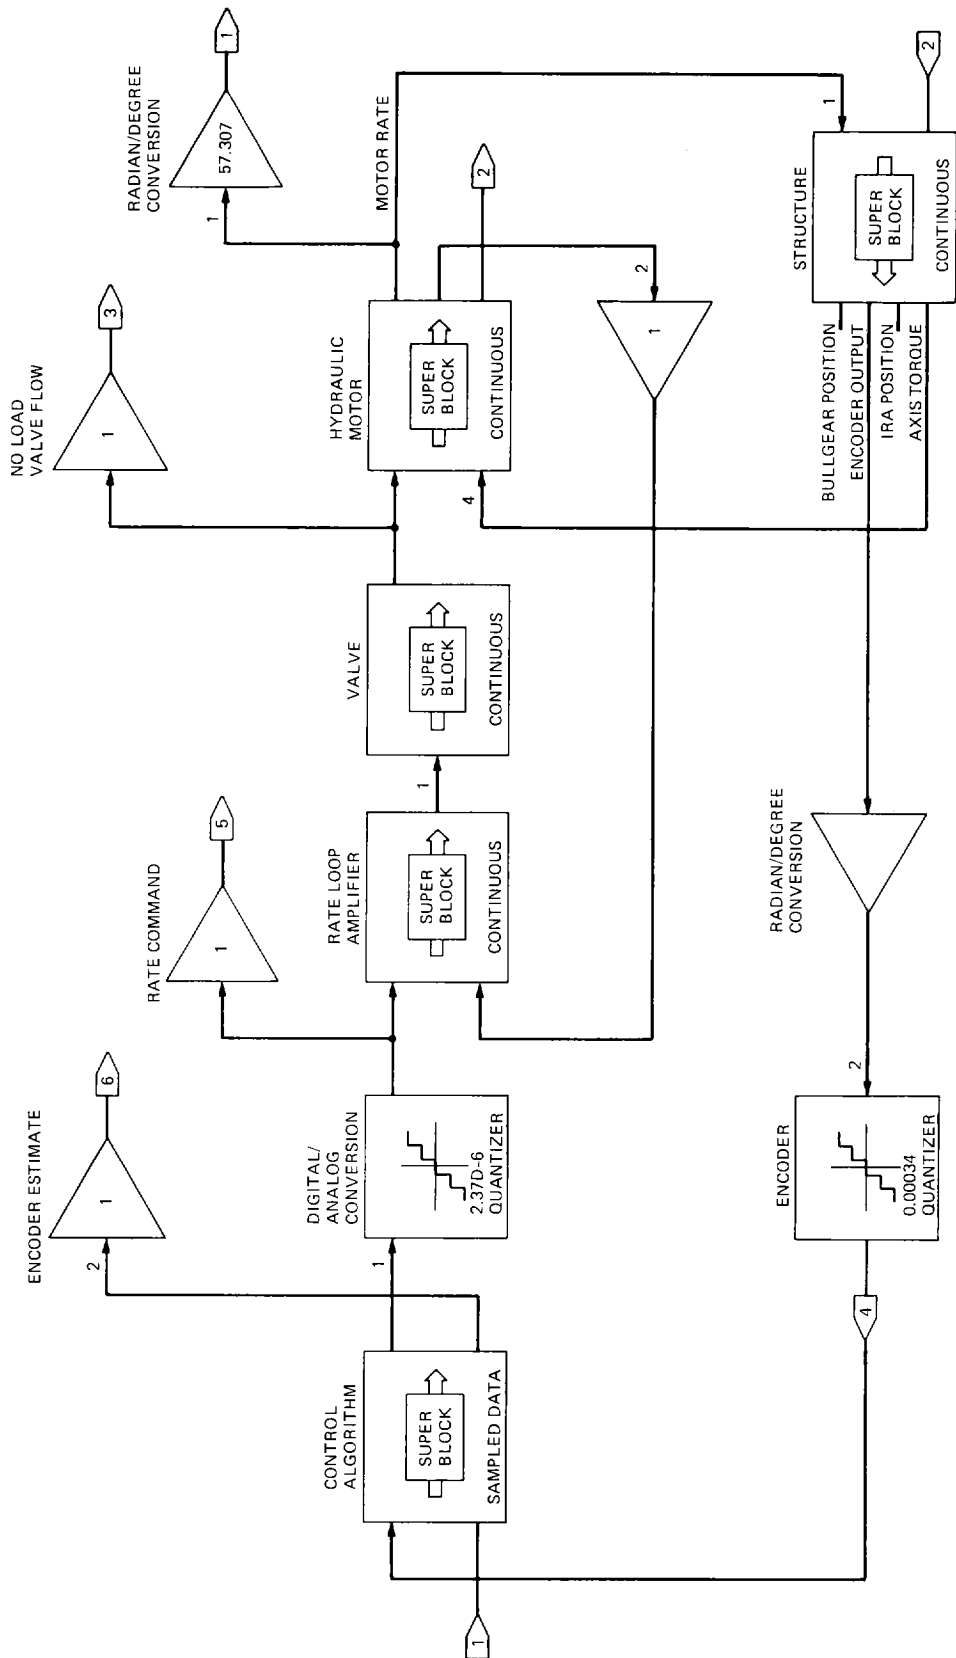 ENCODER ESTIMATE
1
6
2
RATE COMMAND
1
5
NO LOAD
VALVE FLOW
1
3
RADIAN/DEGREE
CONVERSION
57.307
1
1
CONTROL
ALGORITHM
SUPER
BLOCK
SAMPLED DATA
1
1
DIGITAL/
ANALOG
CONVERSION
2.37D-6
QUANTIZER
RATE LOOP
AMPLIFIER
SUPER
BLOCK
CONTINUOUS
1
VALVE
SUPER
BLOCK
CONTINUOUS
HYDRAULIC
MOTOR
SUPER
BLOCK
CONTINUOUS
4
MOTOR RATE
2
2
1
1
STRUCTURE
SUPER
BLOCK
CONTINUOUS
2
BULLGEAR POSITION
ENCODER OUTPUT
IRA POSITION
AXIS TORQUE
RADIAN/DEGREE
CONVERSION
2
ENCODER
0.00034
QUANTIZER
4